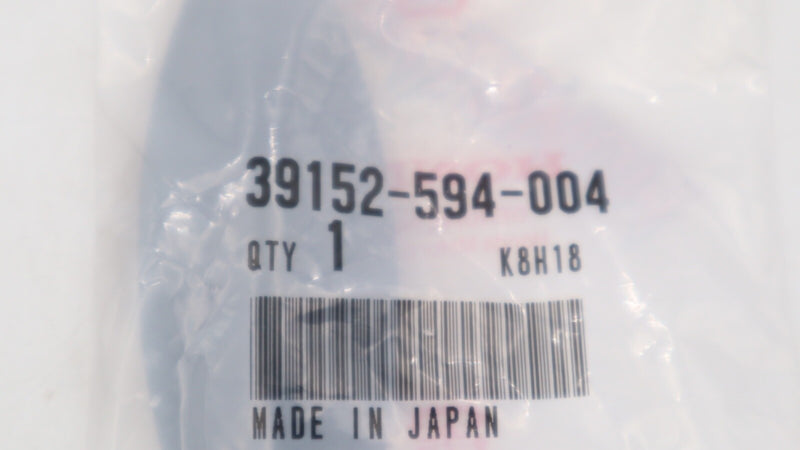 39152-594-004
QTY 1 K8H18
MADE IN JAPAN